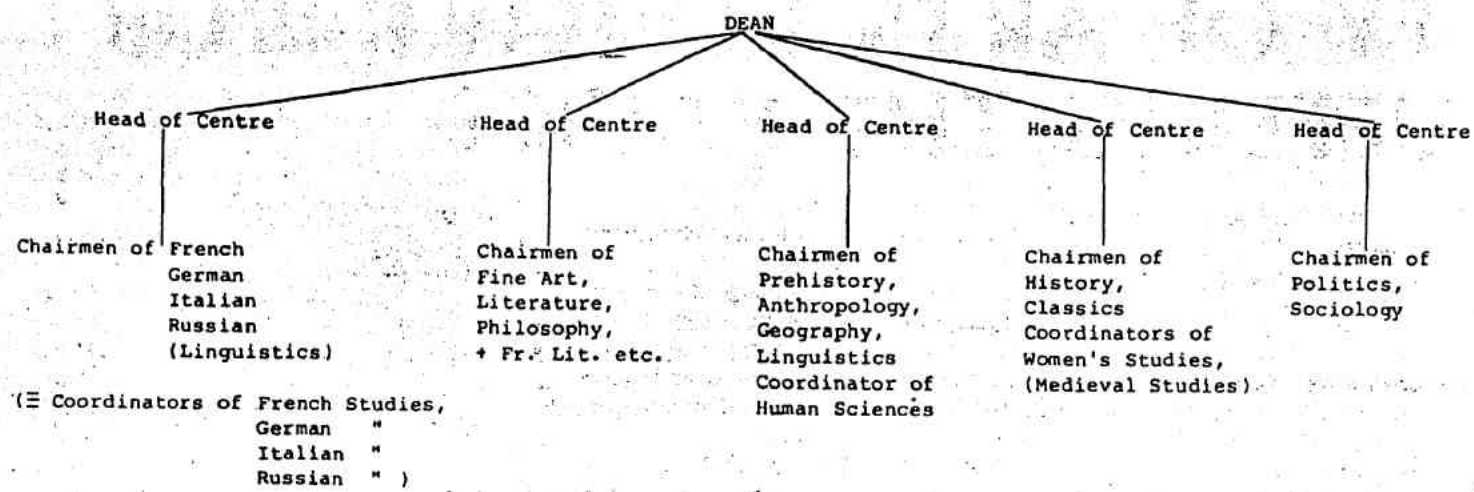 DEAN
Head of Centre
Head of Centre
Head of Centre
Head of Centre
Head of Centre
Chairmen of French
German
Italian
Russian
(Linguistics)
(≡ Coordinators of French Studies,
German "
Italian "
Russian " )
Chairmen of
Fine Art,
Literature,
Philosophy,
+ Fr. Lit. etc.
Chairmen of
Prehistory,
Anthropology,
Geography,
Linguistics
Coordinator of
Human Sciences
Chairmen of
History,
Classics
Coordinators of
Women's Studies,
(Medieval Studies)
Chairmen of
Politics,
Sociology